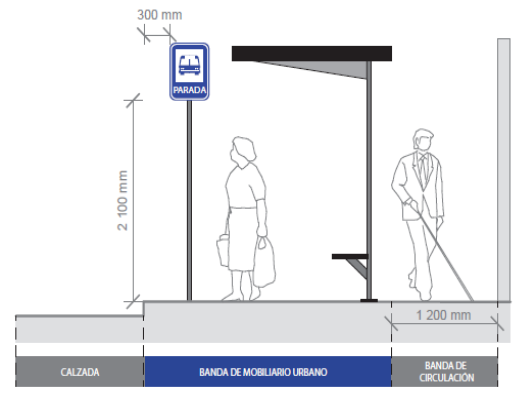 300 mm
PARADA
2 100 mm
1 200 mm
CALZADA
BANDA DE MOBILIARIO URBANO
BANDA DE
CIRCULACIÓN